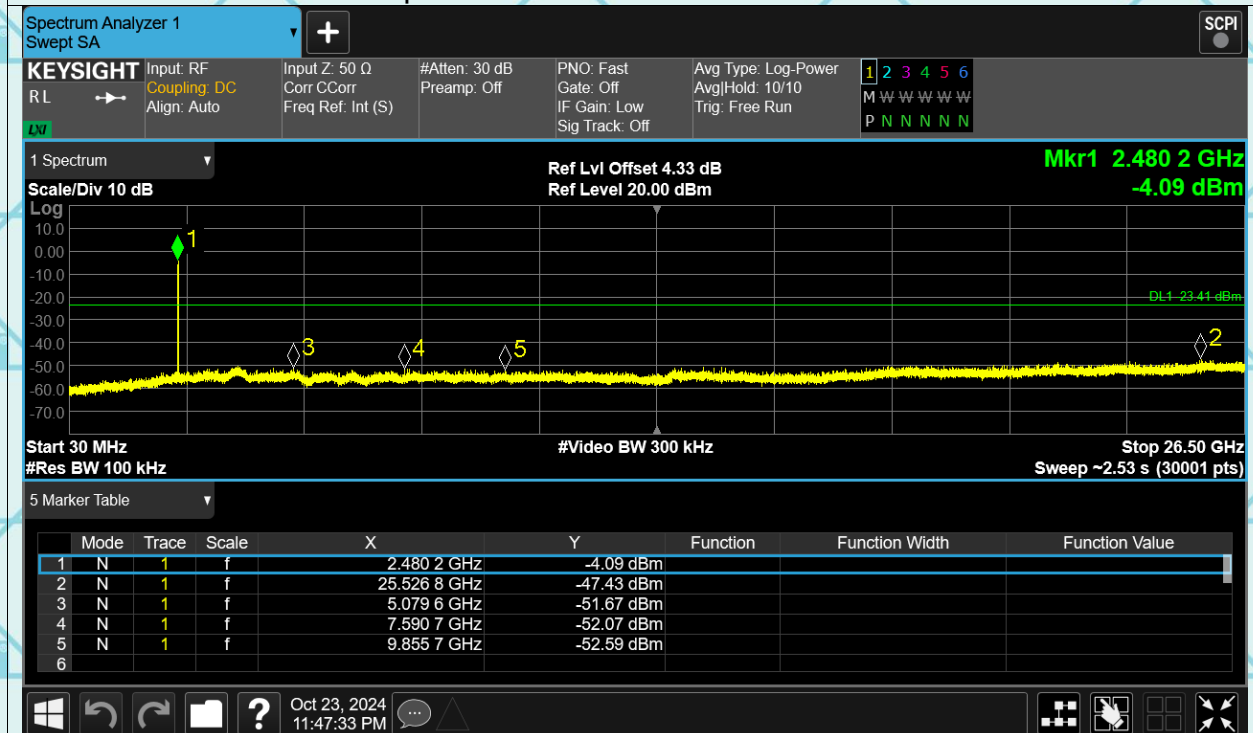 Spectrum Analyzer 1
Swept SA
+
SCPI
KEYSIGHT
RL
LXI
Input: RF
Coupling: DC
Align: Auto
Input Z: 50 Ω
Corr CCorr
Freq Ref: Int (S)
#Atten: 30 dB
Preamp: Off
PNO: Fast
Gate: Off
IF Gain: Low
Sig Track: Off
Avg Type: Log-Power
Avg|Hold: 10/10
Trig: Free Run
1 2 3 4 5 6
M W W W W W
P N N N N N
1 Spectrum
Scale/Div 10 dB
Ref Lvl Offset 4.33 dB
Ref Level 20.00 dBm
Mkr1 2.480 2 GHz
-4.09 dBm
Log
10.0
0.00
-10.0
-20.0
-30.0
-40.0
-50.0
-60.0
-70.0
1
3
4
5
2
DL1 -23.41 dBm
Start 30 MHz
#Res BW 100 kHz
#Video BW 300 kHz
Stop 26.50 GHz
Sweep ~2.53 s (30001 pts)
5 Marker Table
Mode Trace Scale X Y Function Function Width Function Value
1 N 1 f 2.480 2 GHz -4.09 dBm
2 N 1 f 25.526 8 GHz -47.43 dBm
3 N 1 f 5.079 6 GHz -51.67 dBm
4 N 1 f 7.590 7 GHz -52.07 dBm
5 N 1 f 9.855 7 GHz -52.59 dBm
6
?
Oct 23, 2024
11:47:33 PM